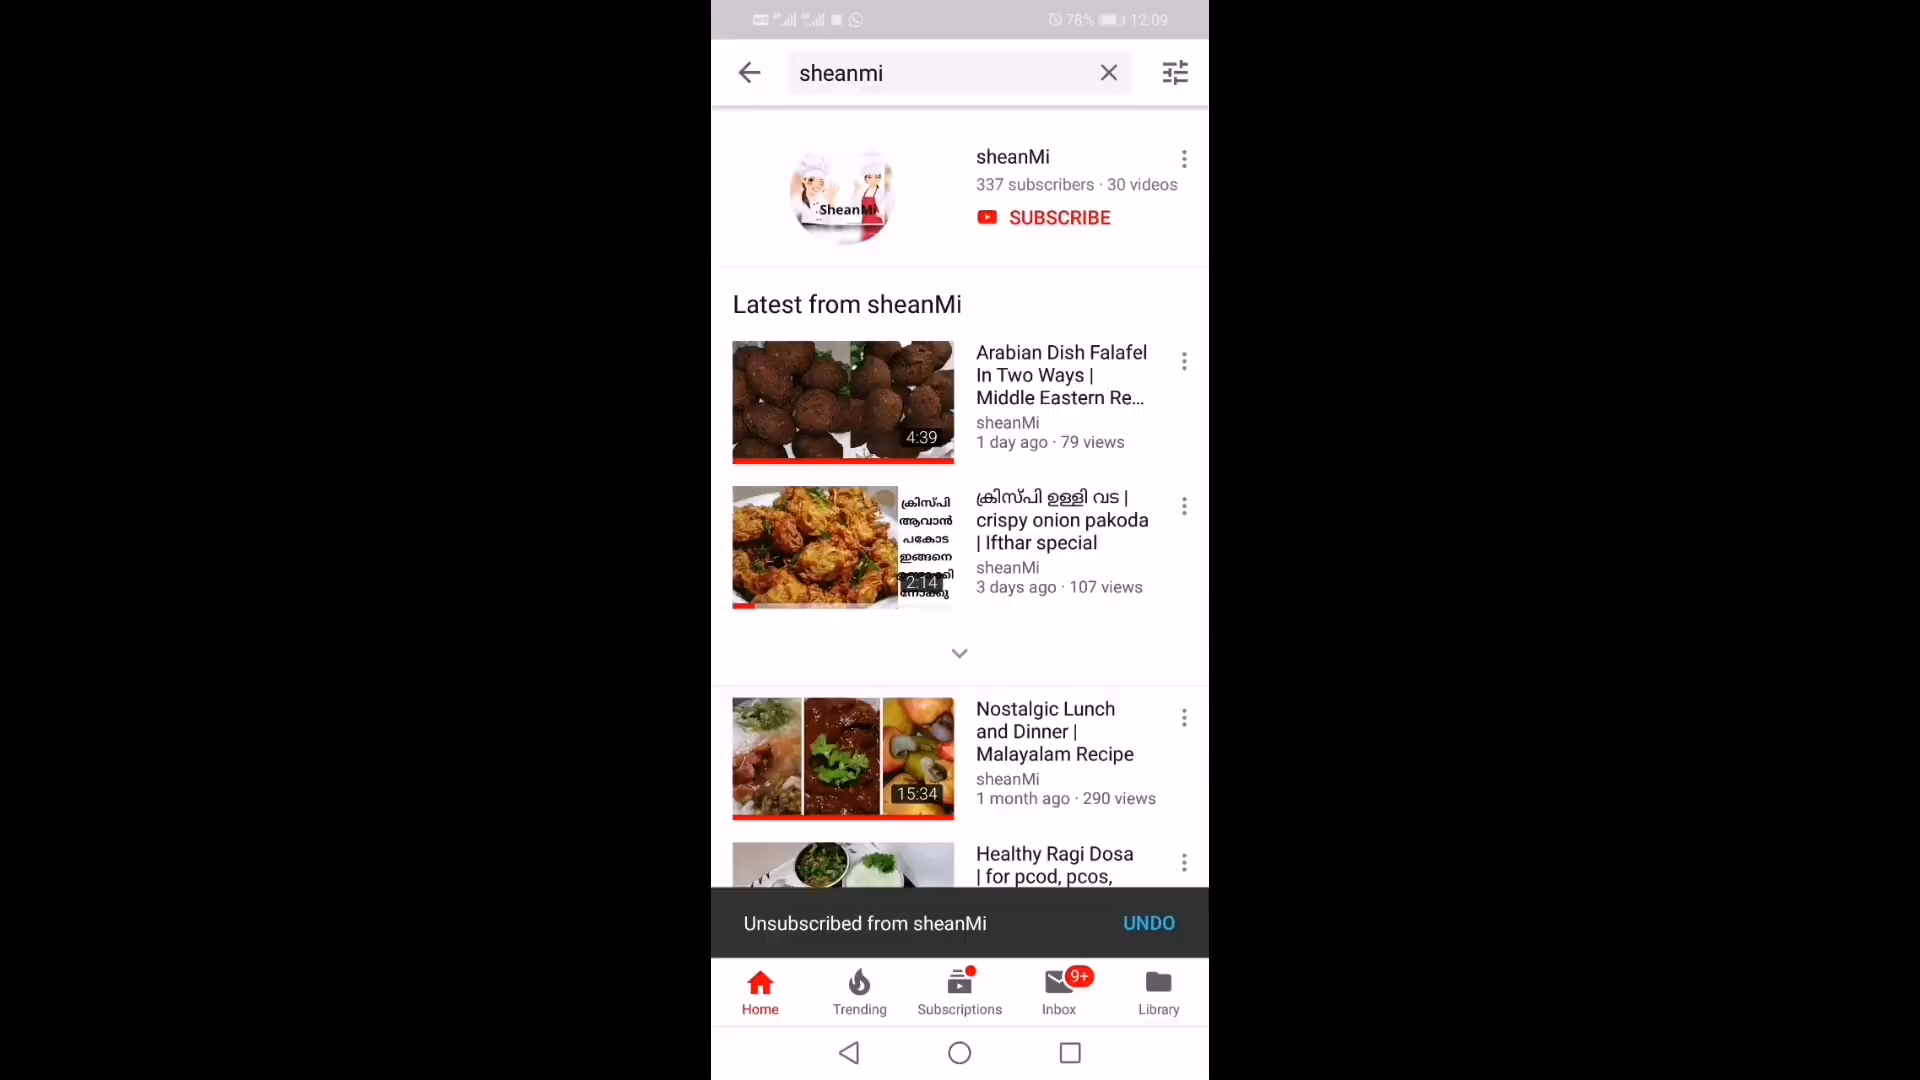 78% 12:09
sheanmi
SheanMi
sheanMi
337 subscribers · 30 videos
SUBSCRIBE
Latest from sheanMi
4:39
Arabian Dish Falafel
In Two Ways |
Middle Eastern Re...
sheanMi
1 day ago · 79 views
ക്രിസ്പി
ആവാൻ
പകോട
ഇങ്ങനെ
2:14
നോക്കൂ
ക്രിസ്പി ഉള്ളി വട |
crispy onion pakoda
| Ifthar special
sheanMi
3 days ago · 107 views
15:34
Nostalgic Lunch
and Dinner |
Malayalam Recipe
sheanMi
1 month ago · 290 views
Healthy Ragi Dosa
| for pcod, pcos,
Unsubscribed from sheanMi UNDO
9+
Home Trending Subscriptions Inbox Library